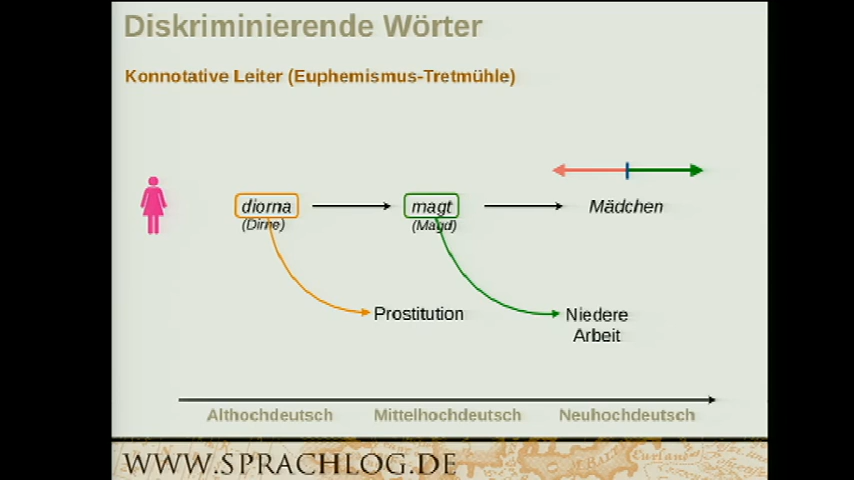 Diskriminierende Wörter
Konnotative Leiter (Euphemismus-Tretmühle)
diorna magt Mädchen
(Dirne) (Magd)
Prostitution Niedere
Arbeit
Althochdeutsch Mittelhochdeutsch Neuhochdeutsch
WWW.SPRACHLOG.DE
Curland